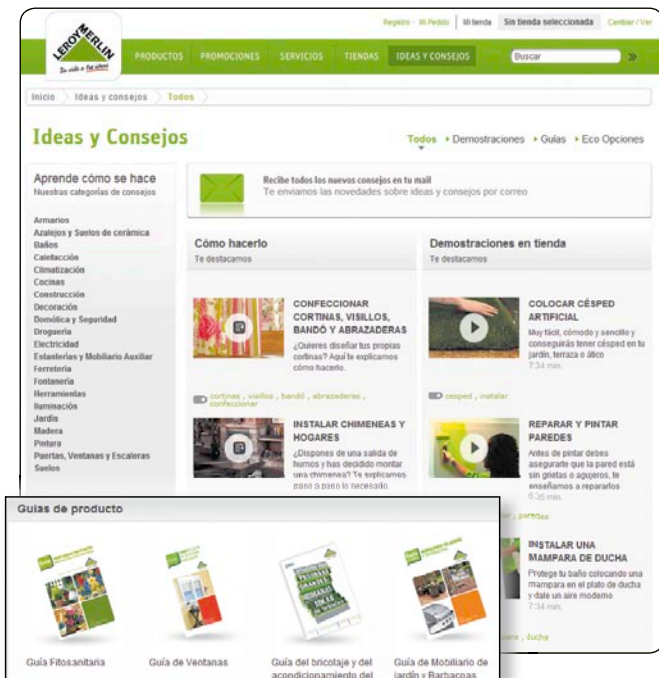 Registro - Mi Pedido
Mi tienda
Sin tienda seleccionada
Cambiar / Ver
LEROY MERLIN
PRODUCTOS
PROMOCIONES
SERVICIOS
TIENDAS
IDEAS Y CONSEJOS
Buscar
Inicio
Ideas y consejos
Todos
Ideas y Consejos
Todos
Demostraciones
Guías
Eco Opciones
Aprende cómo se hace
Nuestras categorías de consejos
Armarios
Azulejos y Suelos de cerámica
Baños
Calefacción
Climatización
Cocinas
Construcción
Decoración
Domótica y Seguridad
Droguería
Electricidad
Estanterías y Mobiliario Auxiliar
Ferretería
Fontanería
Herramientas
Iluminación
Jardín
Madera
Pintura
Puertas, Ventanas y Escaleras
Suelos
Recibe todos los nuevos consejos en tu mail
Te enviamos las novedades sobre ideas y consejos por correo
Cómo hacerlo
Te destacamos
CONFECCIONAR
CORTINAS, VISILLOS,
BANDÓ Y ABRAZADERAS
¿Quieres diseñar tus propias
cortinas? Aquí te explicamos
cómo hacerlo.
cortinas , visillos , bandó , abrazaderas ,
confeccionar
INSTALAR CHIMENEAS Y
HOGARES
¿Dispones de una salida de
humos y has decidido montar
una chimenea? Te explicamos
paso a paso lo necesario.
Demostraciones en tienda
Te destacamos
COLOCAR CÉSPED
ARTIFICIAL
Muy fácil, cómodo y sencillo y
conseguirás tener césped en tu
jardín, terraza o ático
7:34 min.
cesped , instalar
REPARAR Y PINTAR
PAREDES
Antes de pintar debes
asegurarte que la pared está
sin grietas o agujeros, te
enseñamos a repararlos
6:35 min.
, paredes
INSTALAR UNA
MAMPARA DE DUCHA
Protege tu baño colocando una
mampara en el plato de ducha
y dale un aire moderno
7:34 min.
, ducha
Guías de producto
Guía Fitosanitaria
Guía de Ventanas
Guía del bricolaje y del
acondicionamiento del
Guía de Mobiliario de
jardín y Barbacoas